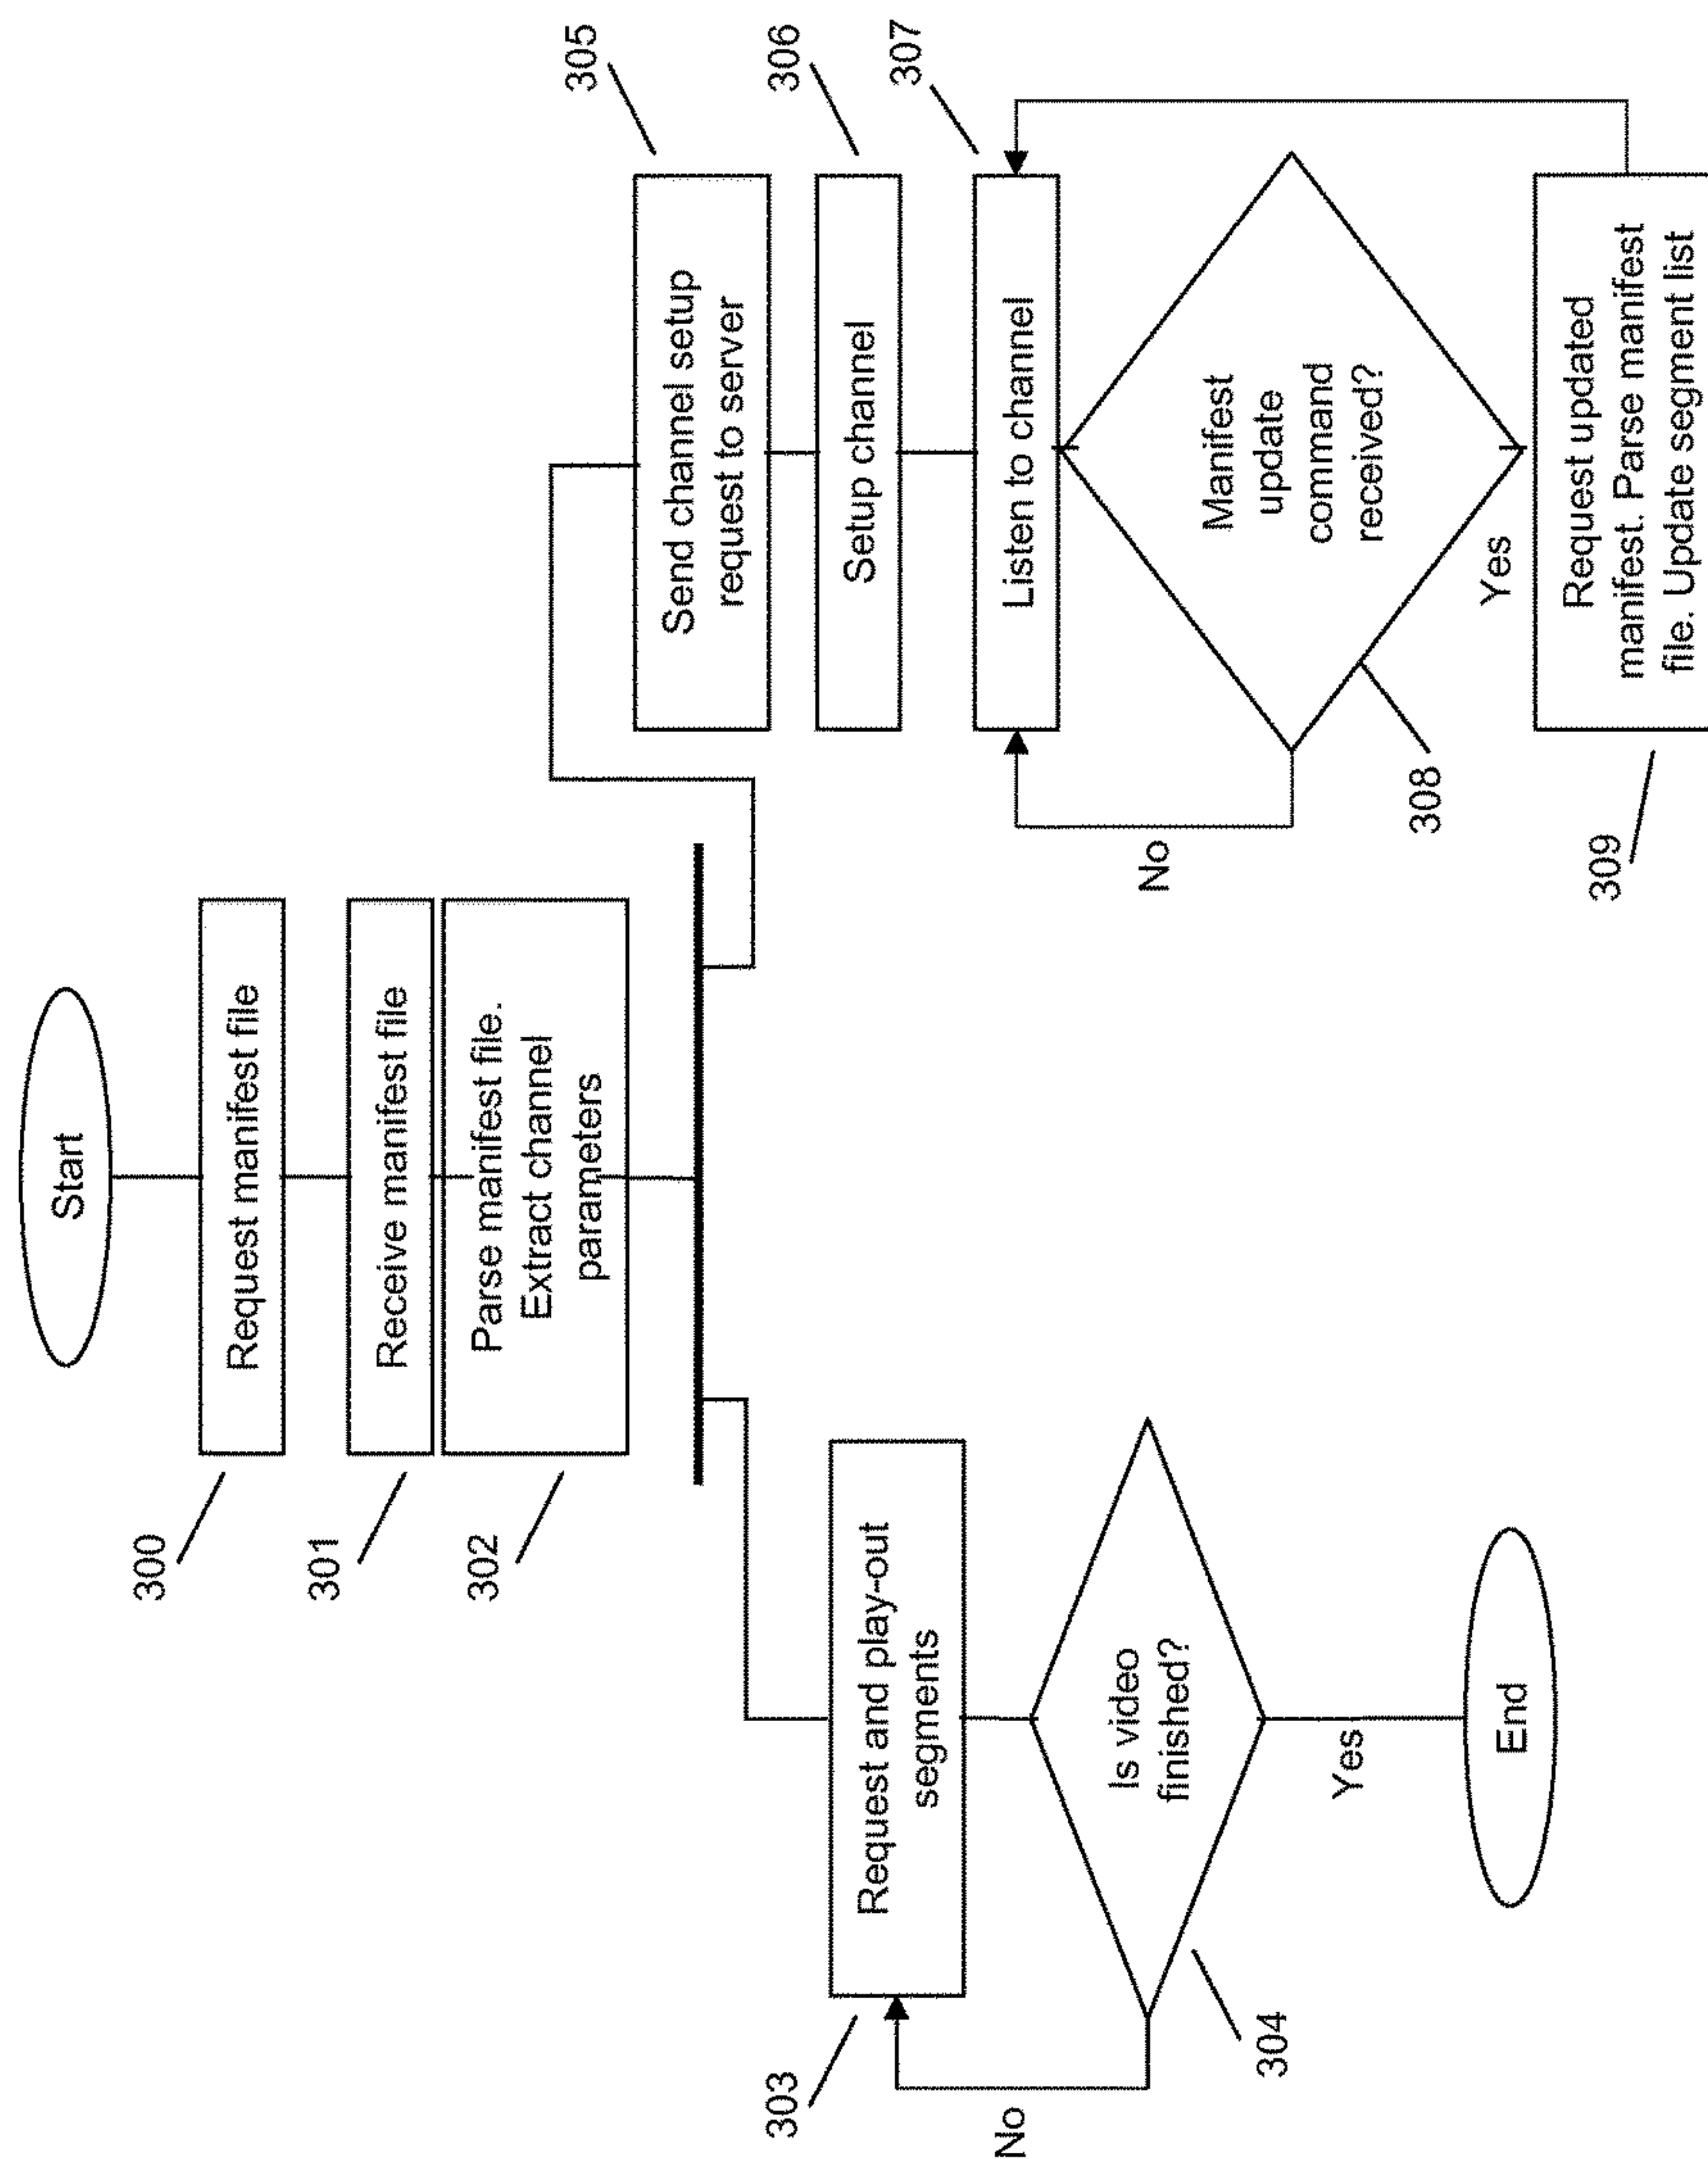 Start
300
Request manifest file
301
Receive manifest file
302
Parse manifest file.
Extract channel
parameters
303
Request and play-out
segments
Is video
finished?
304
No
Yes
End
305
Send channel setup
request to server
306
Setup channel
307
Listen to channel
Manifest
update
command
received?
No
308
Yes
309
Request updated
manifest. Parse manifest
file. Update segment list